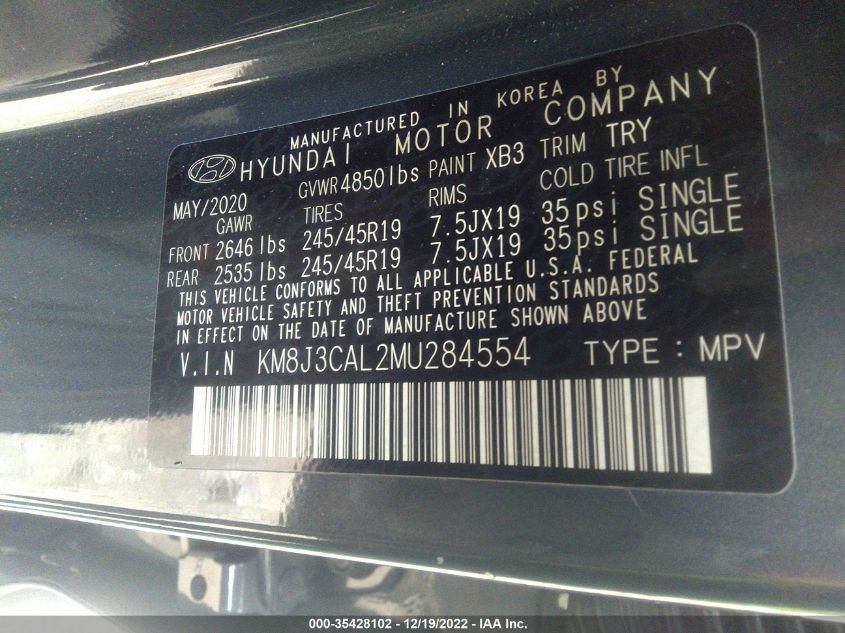 MANUFACTURED IN KOREA BY
HYUNDAI MOTOR COMPANY
MAY/2020 GVWR 4850 lbs PAINT XB3 TRIM TRY
GAWR TIRES RIMS COLD TIRE INFL
FRONT 2646 lbs 245/45R19 7.5JX19 35psi SINGLE
REAR 2535 lbs 245/45R19 7.5JX19 35psi SINGLE
THIS VEHICLE CONFORMS TO ALL APPLICABLE U.S.A. FEDERAL
MOTOR VEHICLE SAFETY AND THEFT PREVENTION STANDARDS
IN EFFECT ON THE DATE OF MANUFACTURE SHOWN ABOVE
V.I.N KM8J3CAL2MU284554 TYPE : MPV
000-35428102 - 12/19/2022 - IAA Inc.